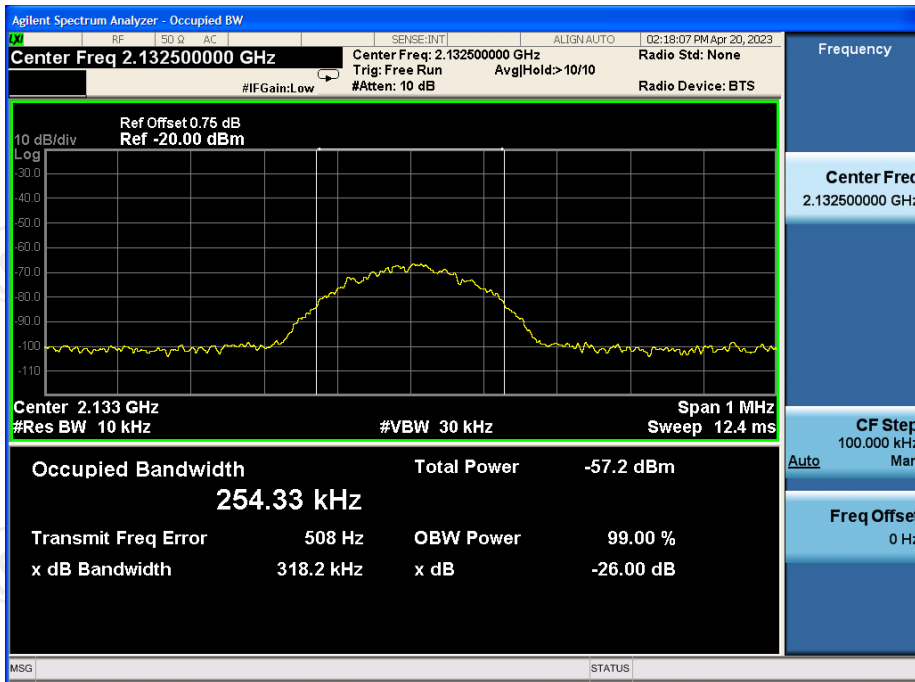 Agilent Spectrum Analyzer - Occupied BW
LXI RF 50 Ω AC SENSE:INT ALIGN AUTO 02:18:07 PM Apr 20, 2023
Center Freq 2.132500000 GHz
Center Freq: 2.132500000 GHz
Radio Std: None
Trig: Free Run Avg|Hold:>10/10
#IFGain:Low
#Atten: 10 dB
Radio Device: BTS
Frequency
Ref Offset 0.75 dB
10 dB/div Ref -20.00 dBm
Log
-30.0
-40.0
-50.0
-60.0
-70.0
-80.0
-90.0
-100
-110
Center Freq
2.132500000 GHz
Center 2.133 GHz Span 1 MHz
#Res BW 10 kHz #VBW 30 kHz Sweep 12.4 ms
CF Step
100.000 kHz
Auto Man
Occupied Bandwidth Total Power -57.2 dBm
254.33 kHz
Transmit Freq Error 508 Hz OBW Power 99.00 %
x dB Bandwidth 318.2 kHz x dB -26.00 dB
Freq Offset
0 Hz
MSG STATUS